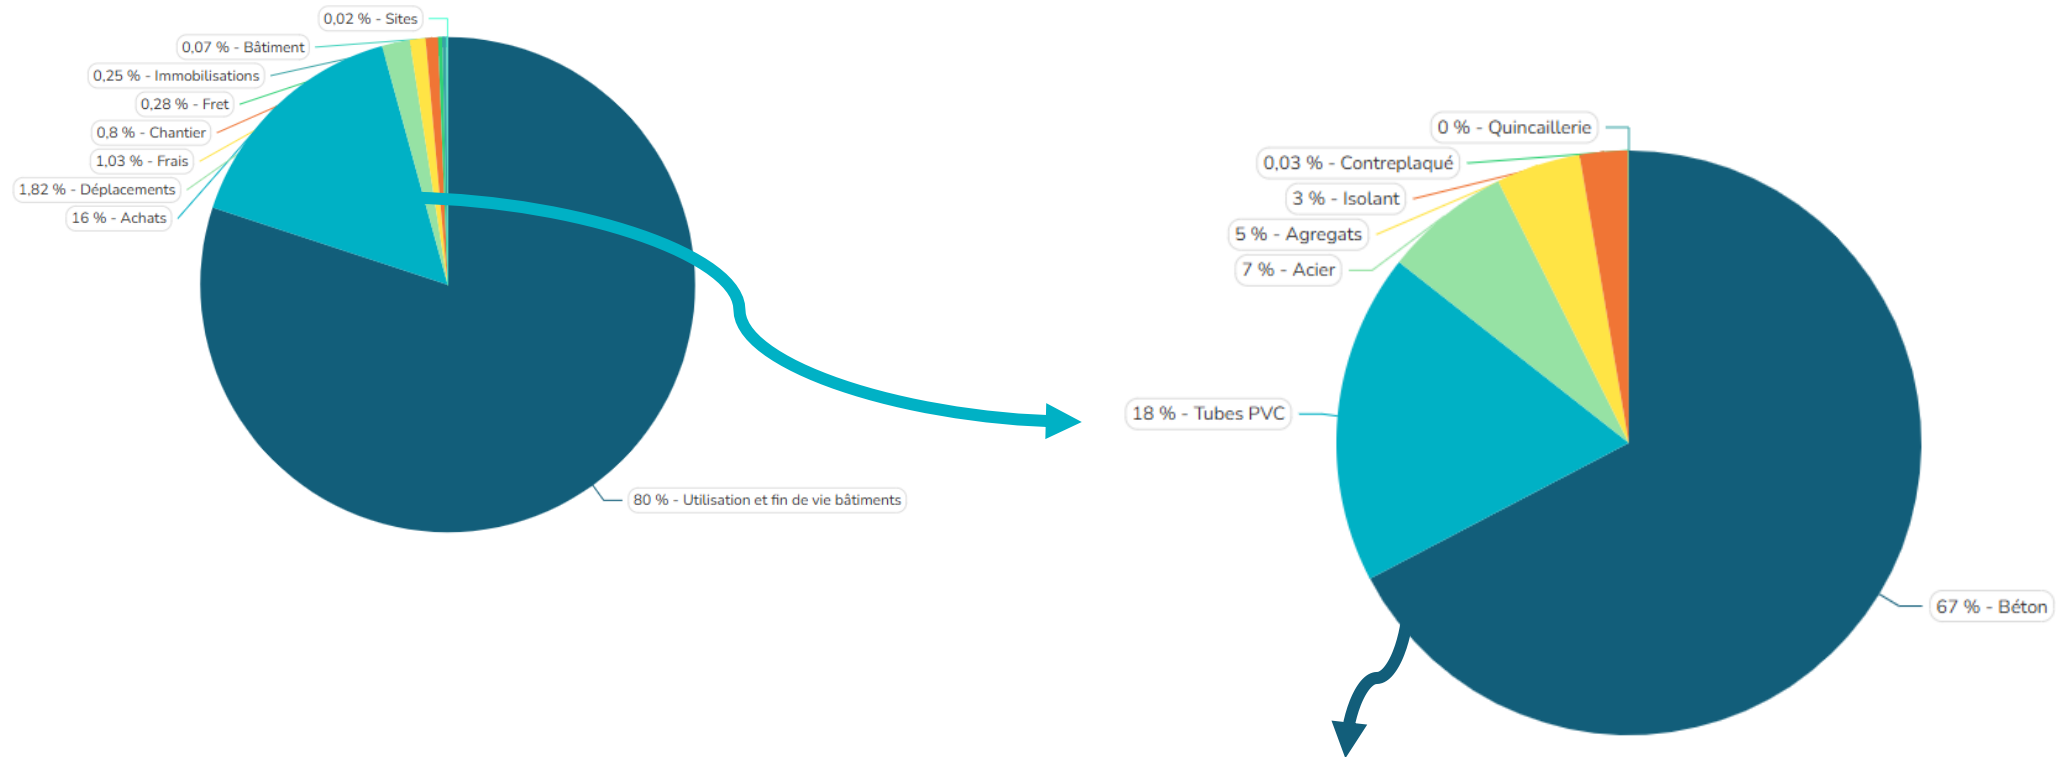 0,02 % - Sites
0,07 % - Bâtiment
0,25 % - Immobilisations
0,28 % - Fret
0,8 % - Chantier
1,03 % - Frais
1,82 % - Déplacements
16 % - Achats
80 % - Utilisation et fin de vie bâtiments
0 % - Quincaillerie
0,03 % - Contreplaqué
3 % - Isolant
5 % - Agregats
7 % - Acier
18 % - Tubes PVC
67 % - Béton